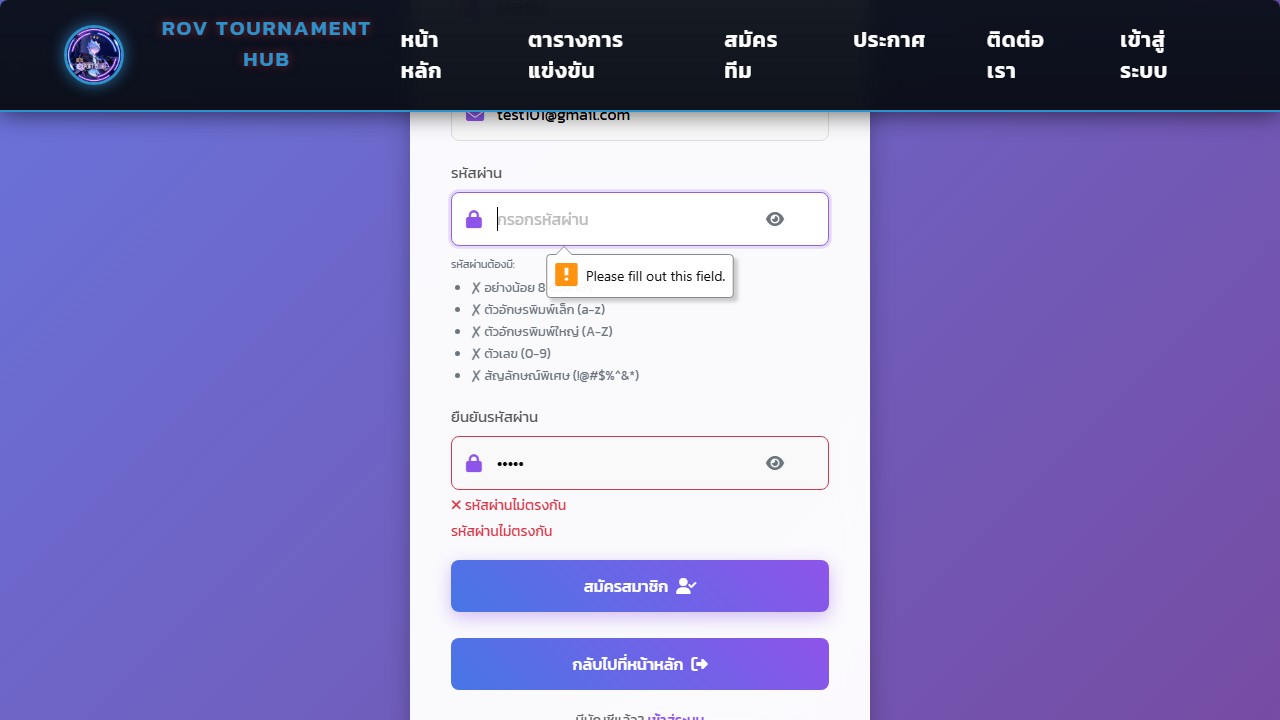 ROV TOURNAMENT
HUB
หน้า
หลัก
ตารางการ
แข่งขัน
สมัคร
ทีม
ประกาศ
ติดต่อ
เรา
เข้าสู่
ระบบ
test101@gmail.com
รหัสผ่าน
กรอกรหัสผ่าน
Please fill out this field.
รหัสผ่านต้องมี:
✗ อย่างน้อย 8
✗ ตัวอักษรพิมพ์เล็ก (a-z)
✗ ตัวอักษรพิมพ์ใหญ่ (A-Z)
✗ ตัวเลข (0-9)
✗ สัญลักษณ์พิเศษ (!@#$%^&*)
ยืนยันรหัสผ่าน
•••••
✕ รหัสผ่านไม่ตรงกัน
รหัสผ่านไม่ตรงกัน
สมัครสมาชิก
กลับไปที่หน้าหลัก
มีบัญชีแล้ว? เข้าสู่ระบบ